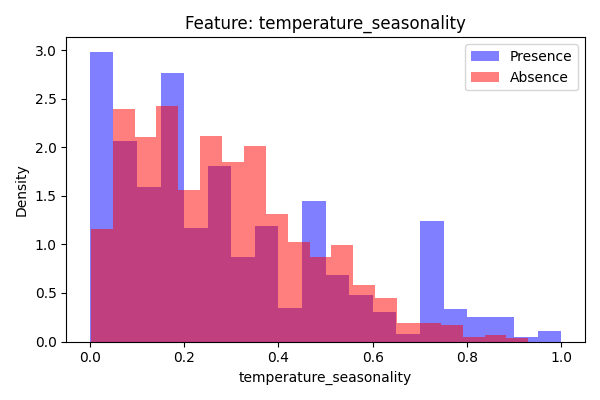 Feature: temperature_seasonality
Presence
Absence
Density
3.0
2.5
2.0
1.5
1.0
0.5
0.0
0.0 0.2 0.4 0.6 0.8 1.0
temperature_seasonality